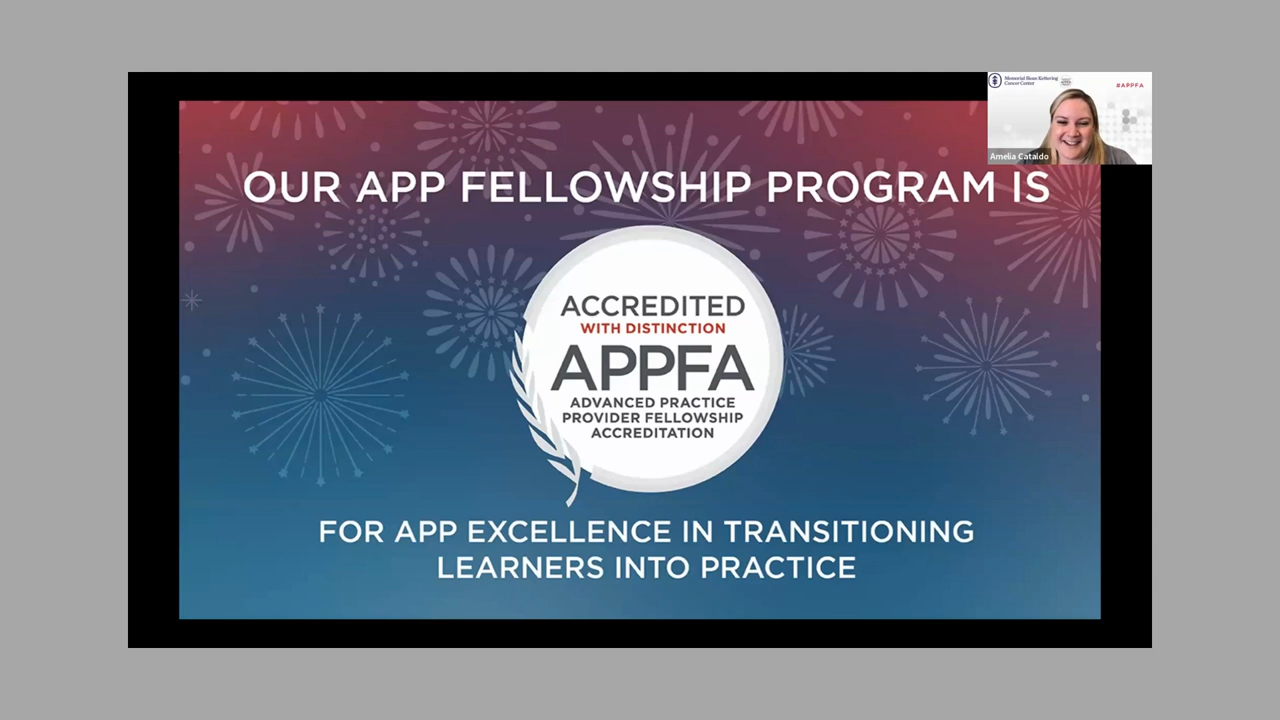 Memorial Sloan Kettering
Cancer Center
#APPFA
Amelia Cataldo
OUR APP FELLOWSHIP PROGRAM IS
ACCREDITED
WITH DISTINCTION
APPFA
ADVANCED PRACTICE
PROVIDER FELLOWSHIP
ACCREDITATION
FOR APP EXCELLENCE IN TRANSITIONING
LEARNERS INTO PRACTICE